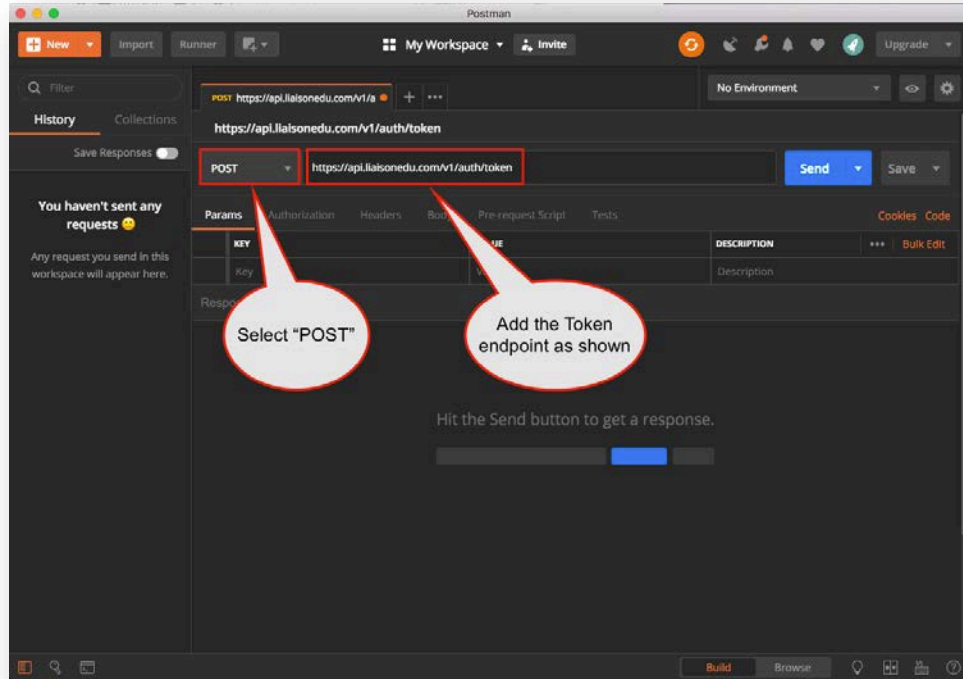 Postman
New
Import
Runner
My Workspace
Invite
Upgrade
Filter
History
Collections
Save Responses
You haven't sent any
requests
Any request you send in this
workspace will appear here.
POST https://api.liaisonedu.com/v1/a
No Environment
https://api.liaisonedu.com/v1/auth/token
POST
https://api.liaisonedu.com/v1/auth/token
Send
Save
Params
Authorization
Headers
Pre-request Script
Tests
Cookies
Code
KEY
DESCRIPTION
Bulk Edit
Key
Description
Select “POST”
Add the Token
endpoint as shown
Hit the Send button to get a response.
Build
Browse